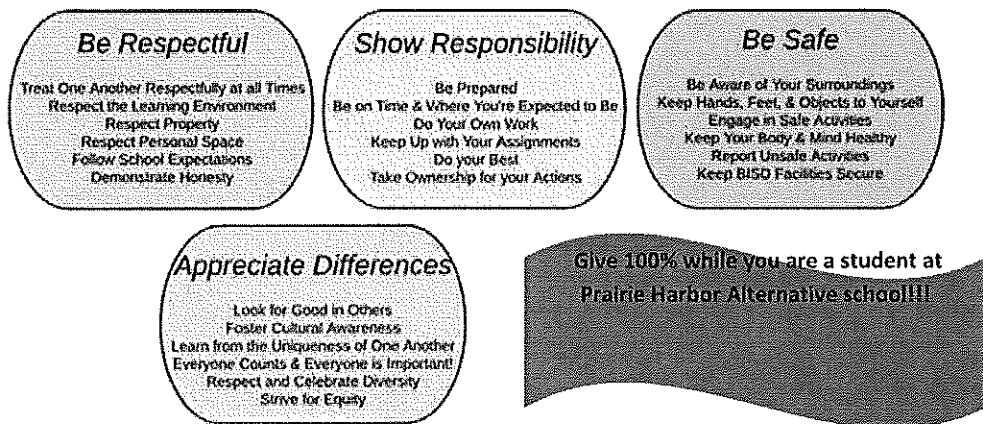 Be Respectful
Treat One Another Respectfully at all Times
Respect the Learning Environment
Respect Property
Respect Personal Space
Follow School Expectations
Demonstrate Honesty
Show Responsibility
Be Prepared
Be on Time & Where You're Expected to Be
Do Your Own Work
Keep Up with Your Assignments
Do your Best
Take Ownership for your Actions
Be Safe
Be Aware of Your Surroundings
Keep Hands, Feet, & Objects to Yourself
Engage in Safe Activities
Keep Your Body & Mind Healthy
Report Unsafe Activities
Keep BISD Facilities Secure
Appreciate Differences
Look for Good in Others
Foster Cultural Awareness
Learn from the Uniqueness of One Another
Everyone Counts & Everyone is Important!
Respect and Celebrate Diversity
Strive for Equity
Give 100% while you are a student at
Prairie Harbor Alternative school!!!